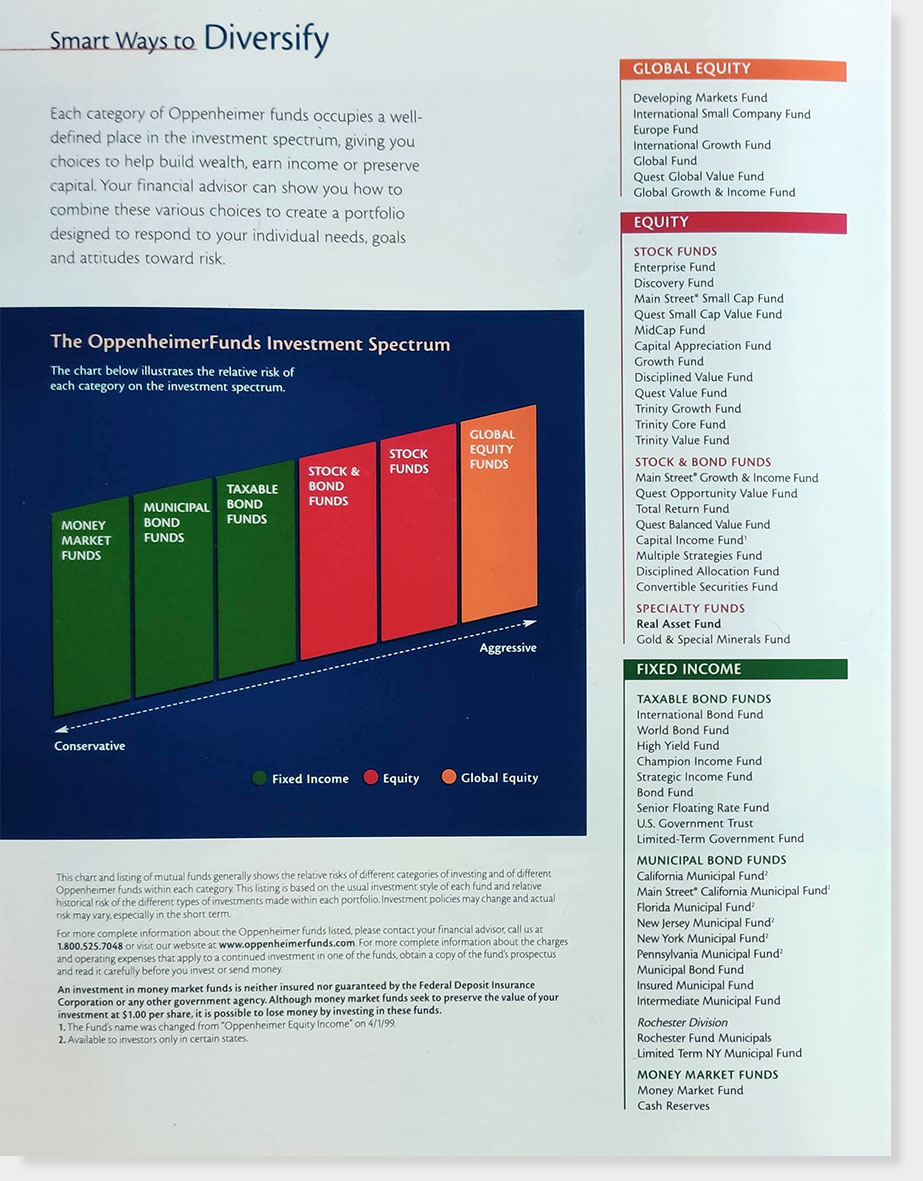 Smart Ways to Diversify
Each category of Oppenheimer funds occupies a well-
defined place in the investment spectrum, giving you
choices to help build wealth, earn income or preserve
capital. Your financial advisor can show you how to
combine these various choices to create a portfolio
designed to respond to your individual needs, goals
and attitudes toward risk.
The OppenheimerFunds Investment Spectrum
The chart below illustrates the relative risk of
each category on the investment spectrum.
MONEY
MARKET
FUNDS
MUNICIPAL
BOND
FUNDS
TAXABLE
BOND
FUNDS
STOCK &
BOND
FUNDS
STOCK
FUNDS
GLOBAL
EQUITY
FUNDS
Aggressive
Conservative
Fixed Income
Equity
Global Equity
This chart and listing of mutual funds generally shows the relative risks of different categories of investing and of different
Oppenheimer funds within each category. This listing is based on the usual investment style of each fund and relative
historical risk of the different types of investments made within each portfolio. Investment policies may change and actual
risk may vary, especially in the short term.
For more complete information about the Oppenheimer funds listed, please contact your financial advisor, call us at
1.800.525.7048 or visit our website at www.oppenheimerfunds.com. For more complete information about the charges
and operating expenses that apply to a continued investment in one of the funds, obtain a copy of the fund's prospectus
and read it carefully before you invest or send money.
An investment in money market funds is neither insured nor guaranteed by the Federal Deposit Insurance
Corporation or any other government agency. Although money market funds seek to preserve the value of your
investment at $1.00 per share, it is possible to lose money by investing in these funds.
1. The Fund's name was changed from "Oppenheimer Equity Income" on 4/1/99.
2. Available to investors only in certain states.
GLOBAL EQUITY
Developing Markets Fund
International Small Company Fund
Europe Fund
International Growth Fund
Global Fund
Quest Global Value Fund
Global Growth & Income Fund
EQUITY
STOCK FUNDS
Enterprise Fund
Discovery Fund
Main Street® Small Cap Fund
Quest Small Cap Value Fund
MidCap Fund
Capital Appreciation Fund
Growth Fund
Disciplined Value Fund
Quest Value Fund
Trinity Growth Fund
Trinity Core Fund
Trinity Value Fund
STOCK & BOND FUNDS
Main Street® Growth & Income Fund
Quest Opportunity Value Fund
Total Return Fund
Quest Balanced Value Fund
Capital Income Fund¹
Multiple Strategies Fund
Disciplined Allocation Fund
Convertible Securities Fund
SPECIALTY FUNDS
Real Asset Fund
Gold & Special Minerals Fund
FIXED INCOME
TAXABLE BOND FUNDS
International Bond Fund
World Bond Fund
High Yield Fund
Champion Income Fund
Strategic Income Fund
Bond Fund
Senior Floating Rate Fund
U.S. Government Trust
Limited-Term Government Fund
MUNICIPAL BOND FUNDS
California Municipal Fund²
Main Street® California Municipal Fund²
Florida Municipal Fund²
New Jersey Municipal Fund²
New York Municipal Fund²
Pennsylvania Municipal Fund²
Municipal Bond Fund
Insured Municipal Fund
Intermediate Municipal Fund
Rochester Division
Rochester Fund Municipals
Limited Term NY Municipal Fund
MONEY MARKET FUNDS
Money Market Fund
Cash Reserves